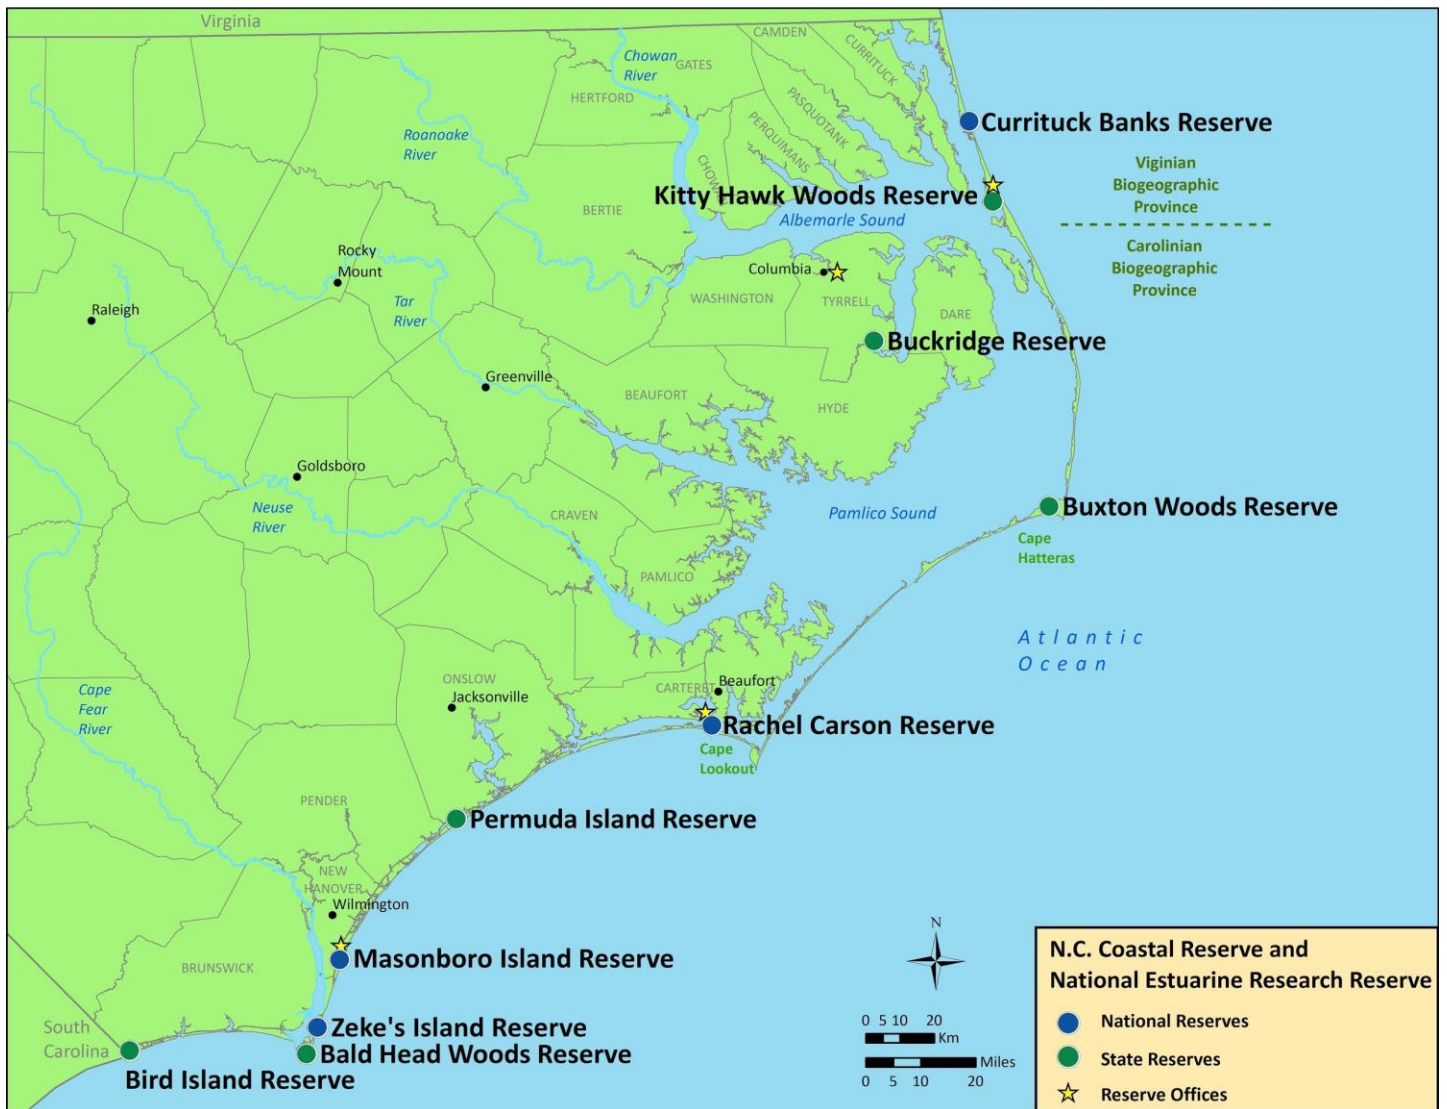 Virginia
CAMDEN
CURRITUCK
Chowan
River
GATES
HERTFORD
PASQUOTANK
PERQUIMANS
Roanoake
River
Currituck Banks Reserve
Viginian
Biogeographic
Province
Carolinian
Biogeographic
Province
CHOWAN
Kitty Hawk Woods Reserve
BERTIE
Albemarle Sound
Rocky
Mount
Columbia
WASHINGTON
TYRRELL
DARE
Raleigh
Tar
River
Buckridge Reserve
Greenville
BEAUFORT
HYDE
Goldsboro
Neuse
River
CRAVEN
Pamlico Sound
Buxton Woods Reserve
Cape
Hatteras
PAMLICO
Atlantic
Ocean
ONSLOW
Jacksonville
CARTERET
Beaufort
Cape
Fear
River
Rachel Carson Reserve
Cape
Lookout
PENDER
Permuda Island Reserve
NEW
HANOVER
Wilmington
BRUNSWICK
Masonboro Island Reserve
Zeke's Island Reserve
South
Carolina
Bald Head Woods Reserve
Bird Island Reserve
N
0 5 10 20
Km
Miles
0 5 10 20
N.C. Coastal Reserve and
National Estuarine Research Reserve
National Reserves
State Reserves
Reserve Offices